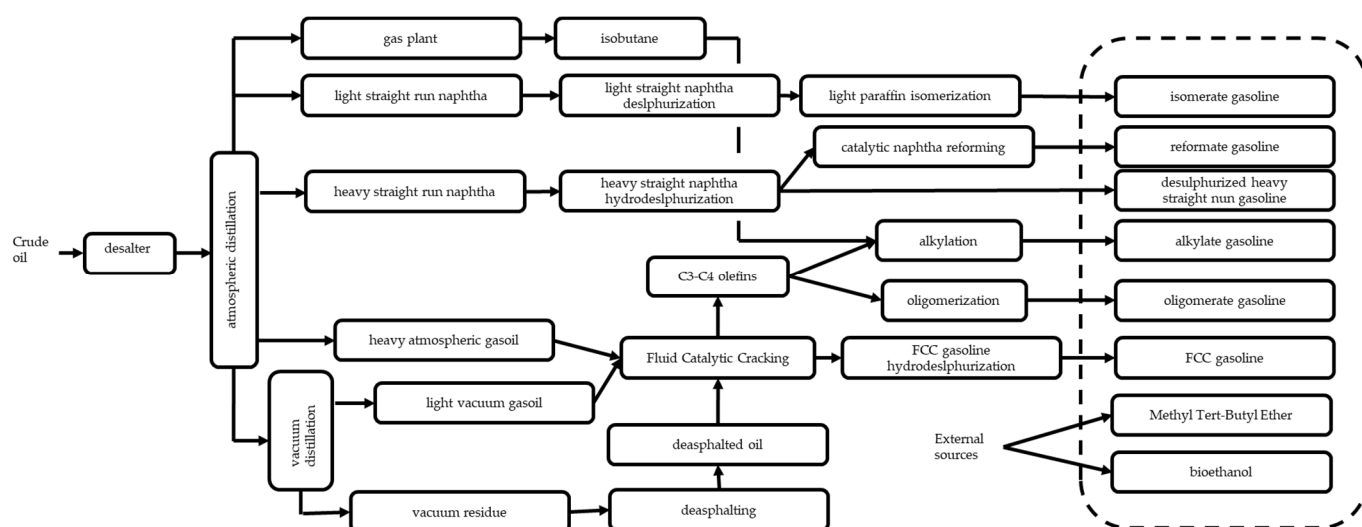 gas plant
isobutane
light straight run naphtha
light straight naphtha
deslphurization
light paraffin isomerization
isomerate gasoline
catalytic naphtha reforming
reformate gasoline
heavy straight run naphtha
heavy straight naphtha
hydrodeslphurization
desulphurized heavy
straight nun gasoline
Crude
oil
desalter
atmospheric distillation
alkylation
alkylate gasoline
C3-C4 olefins
oligomerization
oligomerate gasoline
heavy atmospheric gasoil
Fluid Catalytic Cracking
FCC gasoline
hydrodeslphurization
FCC gasoline
vacuum
distillation
light vacuum gasoil
Methyl Tert-Butyl Ether
deasphalted oil
External
sources
bioethanol
vacuum residue
deasphalting